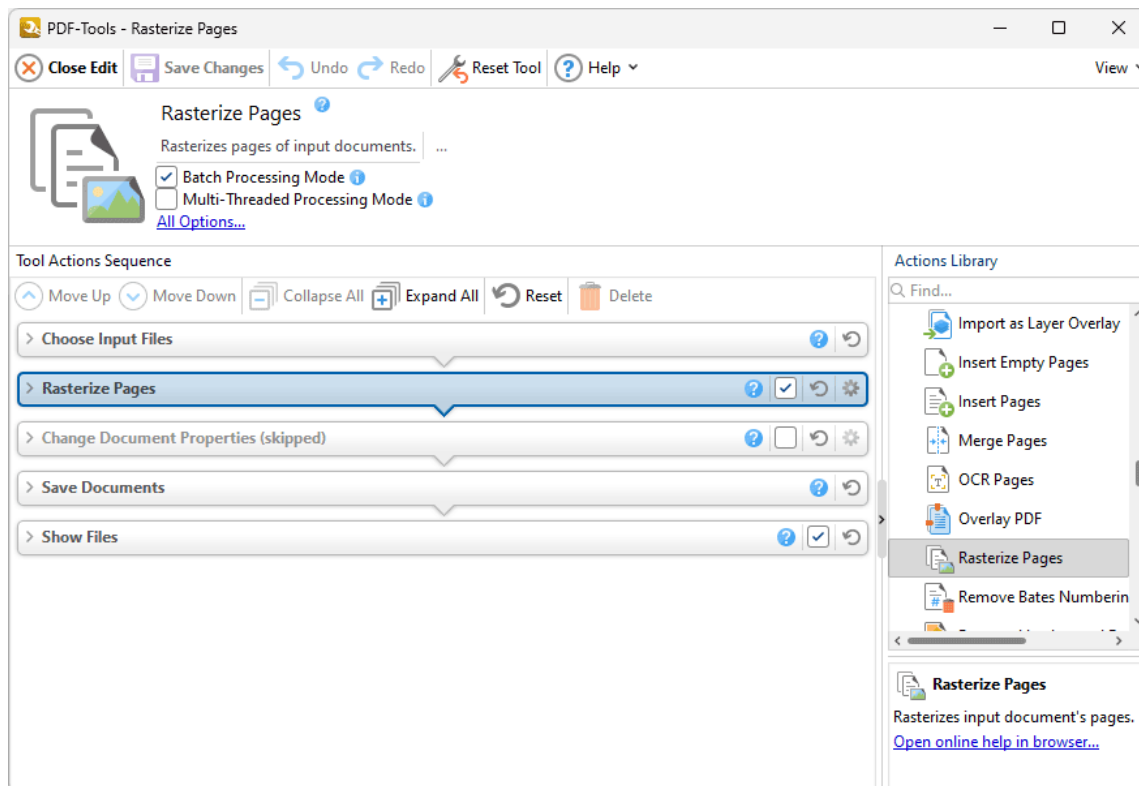 PDF-Tools - Rasterize Pages
Close Edit Save Changes Undo Redo Reset Tool ? Help View
Rasterize Pages ?
Rasterizes pages of input documents. ...
Batch Processing Mode i
Multi-Threaded Processing Mode i
All Options...
Tool Actions Sequence
Move Up Move Down Collapse All Expand All Reset Delete
Choose Input Files ?
Rasterize Pages ?
Change Document Properties (skipped) ?
Save Documents ?
Show Files ?
Actions Library
Find...
Import as Layer Overlay
Insert Empty Pages
Insert Pages
Merge Pages
OCR Pages
Overlay PDF
Rasterize Pages
Remove Bates Numberin
Rasterize Pages
Rasterizes input document's pages.
Open online help in browser...